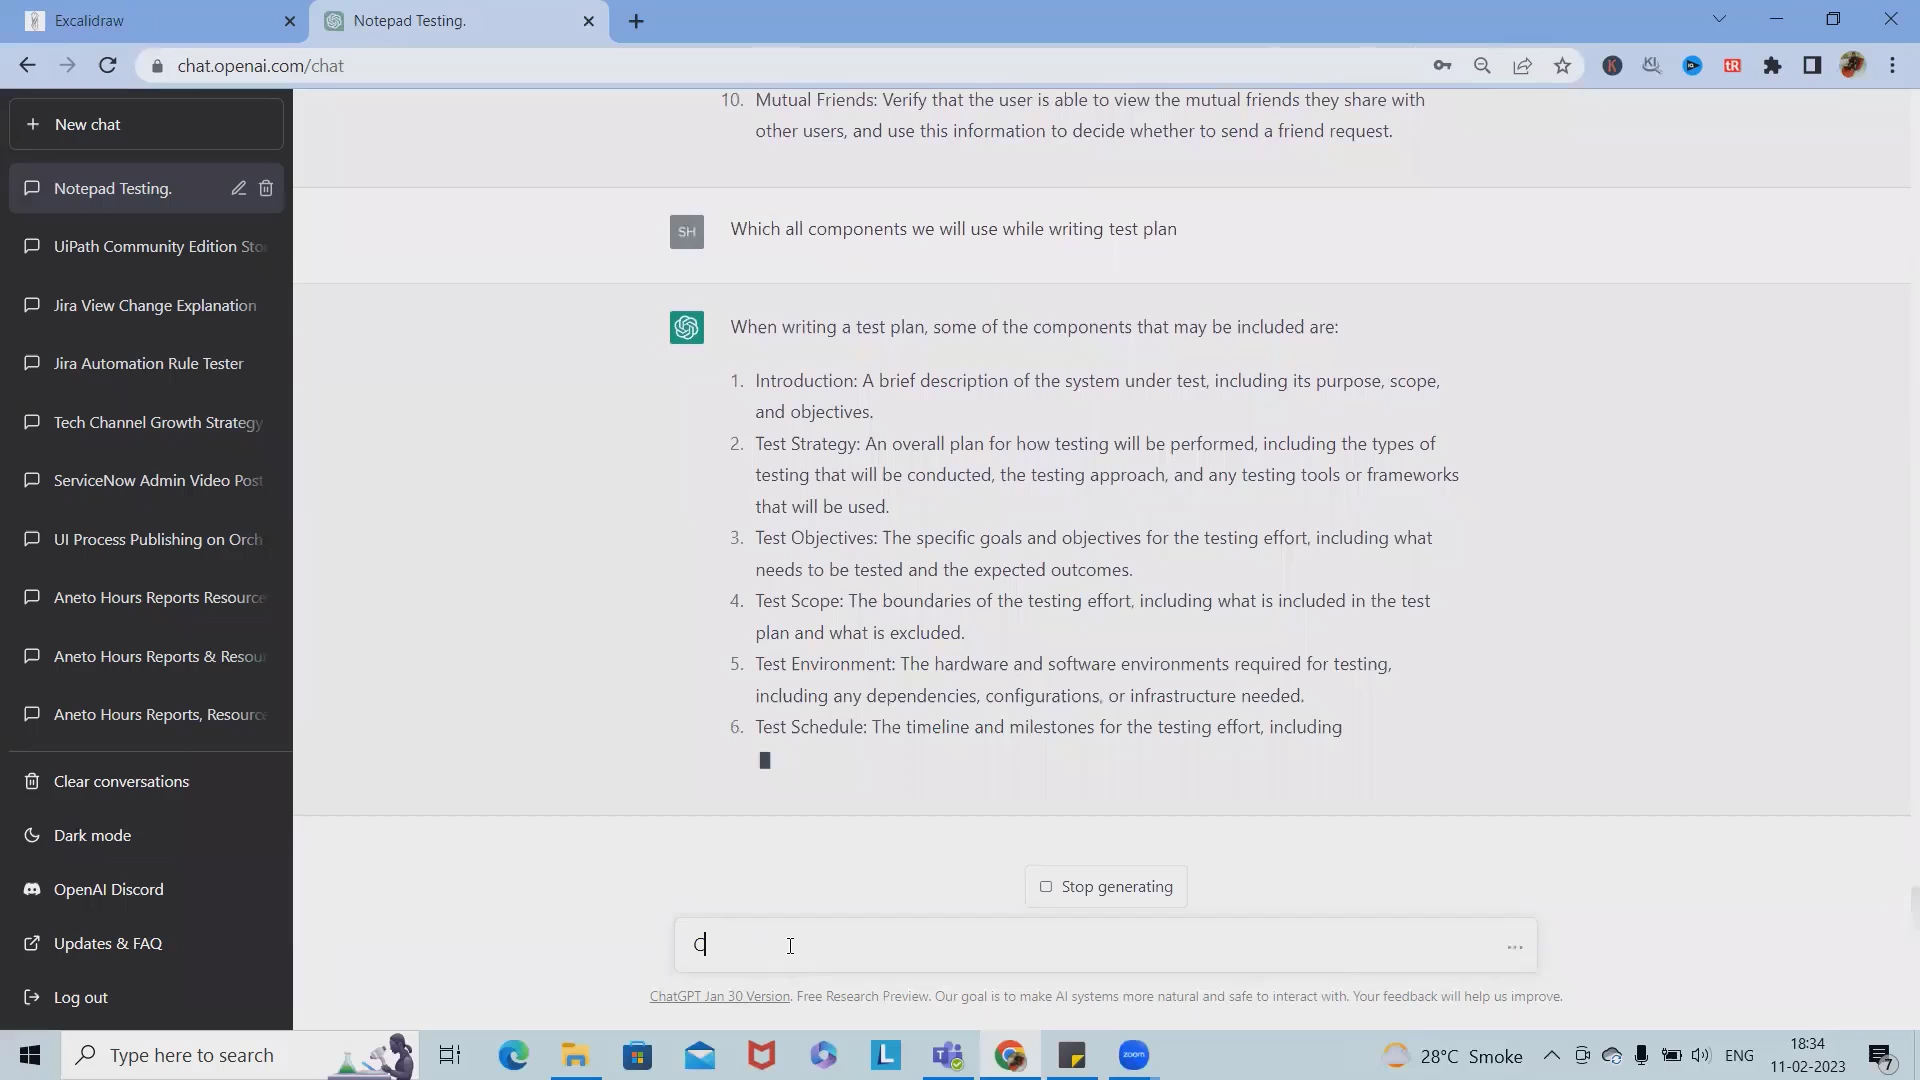 Excalidraw
Notepad Testing.
chat.openai.com/chat
New chat
Notepad Testing.
UiPath Community Edition Sto
Jira View Change Explanation
Jira Automation Rule Tester
Tech Channel Growth Strategy
ServiceNow Admin Video Post
UI Process Publishing on Orch
Aneto Hours Reports Resource
Aneto Hours Reports & Resou
Aneto Hours Reports, Resource
Clear conversations
Dark mode
OpenAI Discord
Updates & FAQ
Log out
10. Mutual Friends: Verify that the user is able to view the mutual friends they share with
other users, and use this information to decide whether to send a friend request.
SH
Which all components we will use while writing test plan
When writing a test plan, some of the components that may be included are:
1. Introduction: A brief description of the system under test, including its purpose, scope,
and objectives.
2. Test Strategy: An overall plan for how testing will be performed, including the types of
testing that will be conducted, the testing approach, and any testing tools or frameworks
that will be used.
3. Test Objectives: The specific goals and objectives for the testing effort, including what
needs to be tested and the expected outcomes.
4. Test Scope: The boundaries of the testing effort, including what is included in the test
plan and what is excluded.
5. Test Environment: The hardware and software environments required for testing,
including any dependencies, configurations, or infrastructure needed.
6. Test Schedule: The timeline and milestones for the testing effort, including
Stop generating
C
ChatGPT Jan 30 Version. Free Research Preview. Our goal is to make AI systems more natural and safe to interact with. Your feedback will help us improve.
Type here to search
L
zoom
28°C Smoke
ENG
18:34
11-02-2023
7